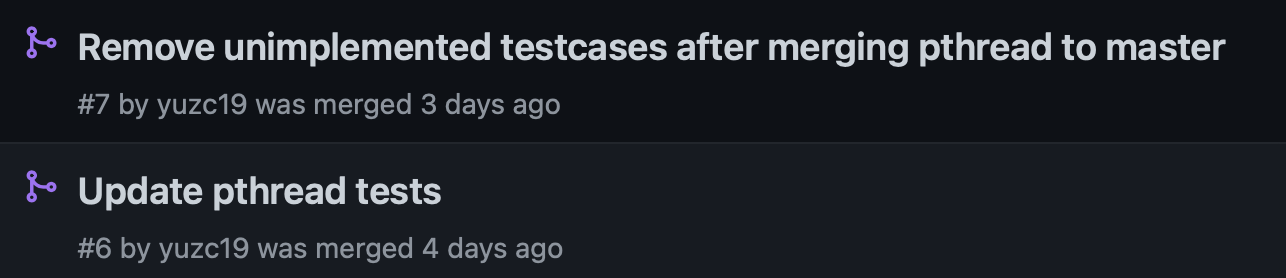 Remove unimplemented testcases after merging pthread to master
#7 by yuzc19 was merged 3 days ago
Update pthread tests
#6 by yuzc19 was merged 4 days ago